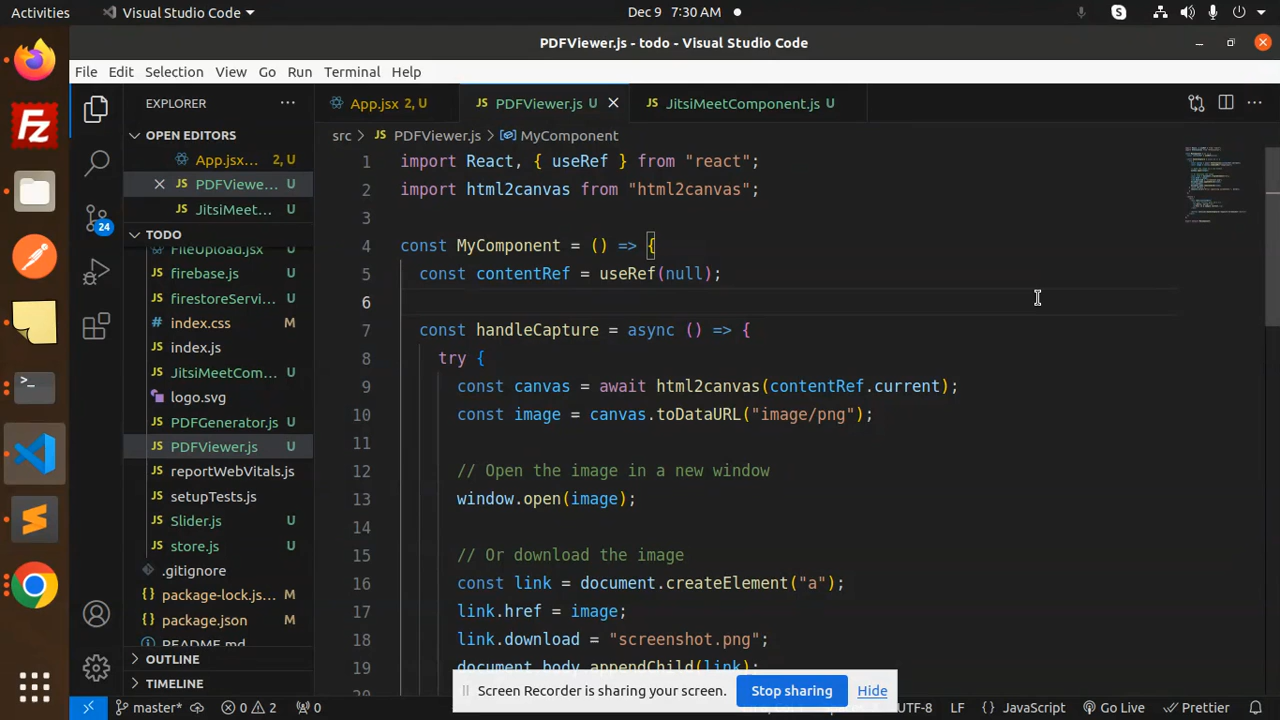 Activities
Visual Studio Code
Dec 9 7:30 AM
PDFViewer.js - todo - Visual Studio Code
File Edit Selection View Go Run Terminal Help
EXPLORER
App.jsx 2, U
PDFViewer.js U
JitsiMeetComponent.js U
OPEN EDITORS
App.jsx... 2, U
PDFViewe... U
JitsiMeet... U
TODO
FileUpload.jsx U
firebase.js U
firestoreServi... U
index.css M
index.js
JitsiMeetCom... U
logo.svg
PDFGenerator.js U
PDFViewer.js U
reportWebVitals.js
setupTests.js
Slider.js U
store.js U
.gitignore
package-lock.js... M
package.json M
README.md
OUTLINE
TIMELINE
24
src > JS PDFViewer.js > MyComponent
1 import React, { useRef } from "react";
2 import html2canvas from "html2canvas";
3
4 const MyComponent = () => {
5 const contentRef = useRef(null);
6
7 const handleCapture = async () => {
8 try {
9 const canvas = await html2canvas(contentRef.current);
10 const image = canvas.toDataURL("image/png");
11
12 // Open the image in a new window
13 window.open(image);
14
15 // Or download the image
16 const link = document.createElement("a");
17 link.href = image;
18 link.download = "screenshot.png";
19 document.body.appendChild(link);
Screen Recorder is sharing your screen. Stop sharing Hide
master* 0 2 0 UTF-8 LF {} JavaScript Go Live Prettier